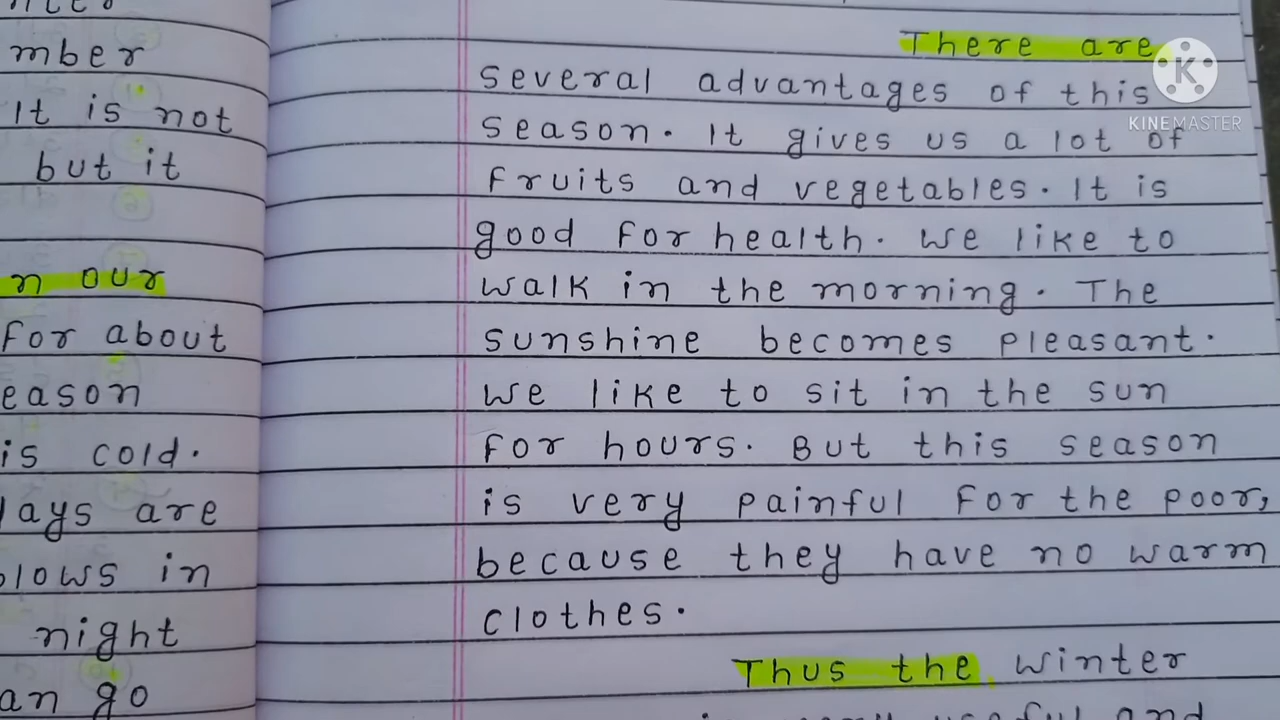 mber
It is not
but it
n our
for about
eason
is cold.
ays are
lows in
night
an go
There are
several advantages of this
season. It gives us a lot of
fruits and vegetables. It is
good for health. We like to
walk in the morning. The
sunshine becomes pleasant.
We like to sit in the sun
for hours. But this season
is very painful for the poor,
because they have no warm
clothes.
Thus the winter
KINEMASTER